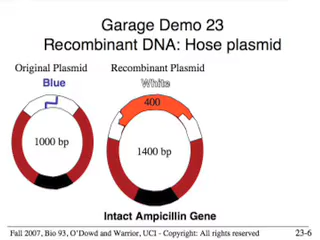 Garage Demo 23
Recombinant DNA: Hose plasmid
Original Plasmid
Recombinant Plasmid
Blue
White
400
1000 bp
1400 bp
Intact Ampicillin Gene
Fall 2007, Bio 93, O'Dowd and Warrior, UCI - Copyright: All rights reserved
23-6